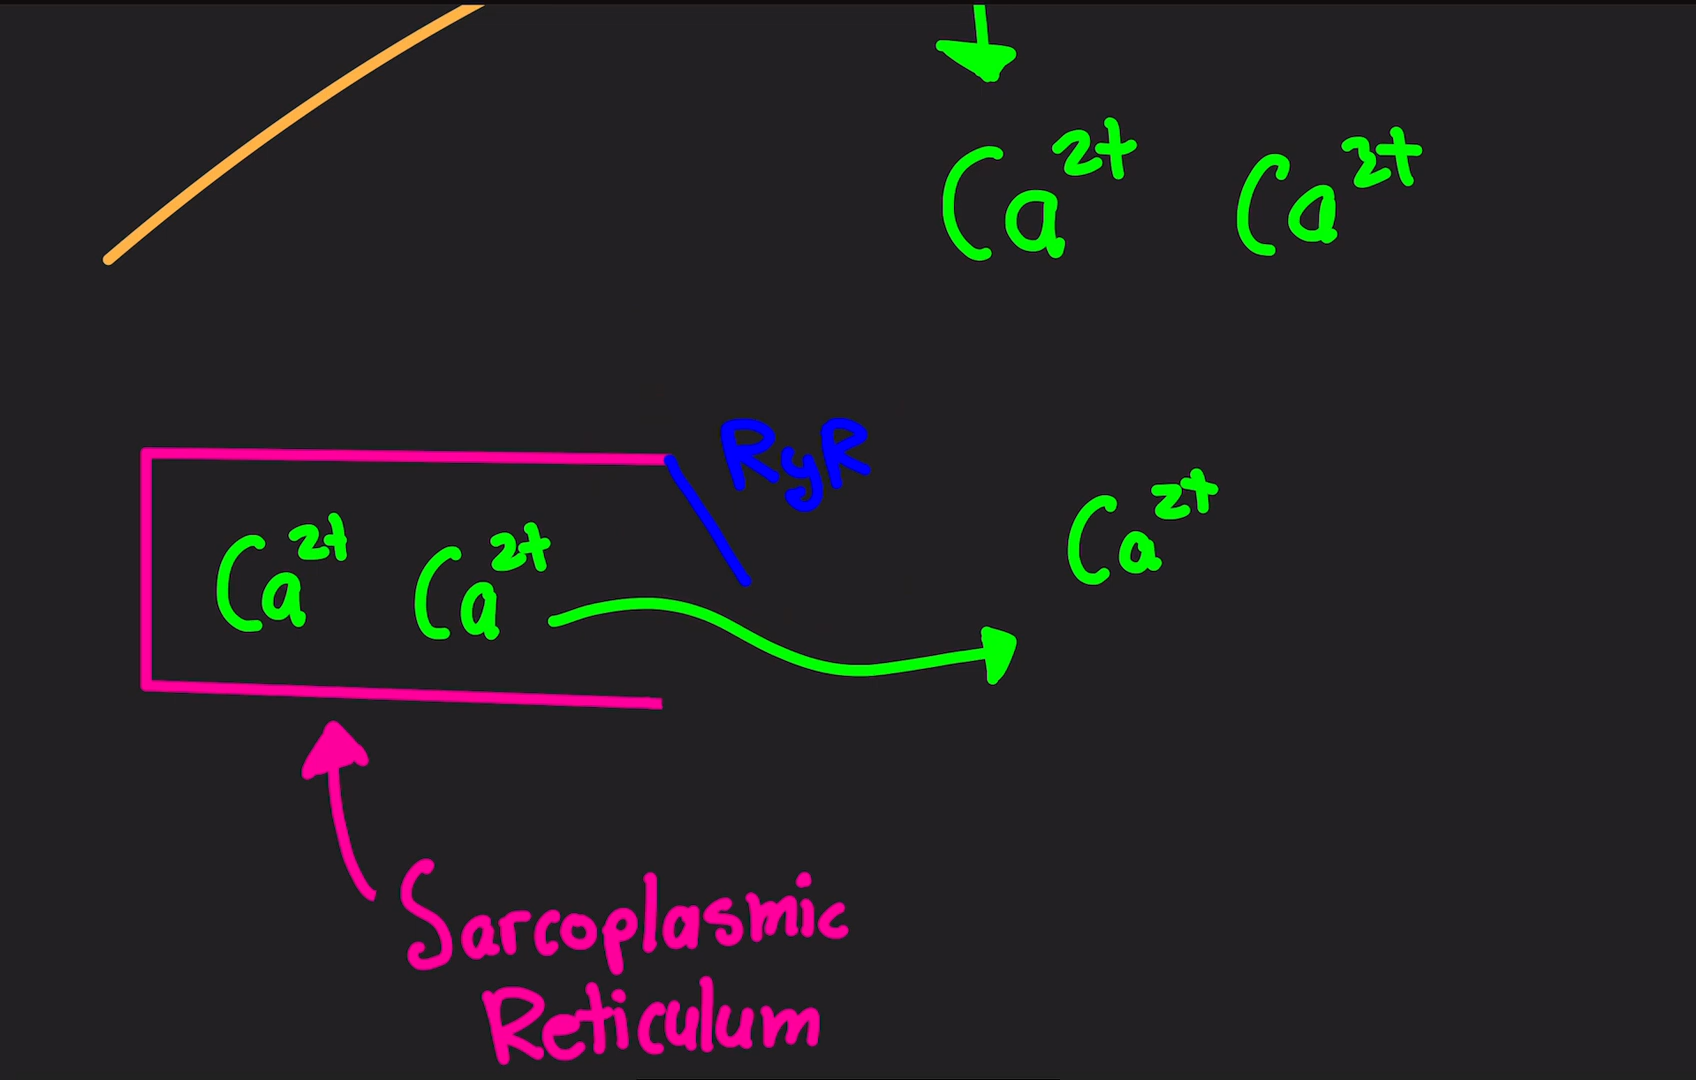 Ca²⁺ Ca²⁺
RyR
Ca²⁺ Ca²⁺ Ca²⁺
Sarcoplasmic
Reticulum